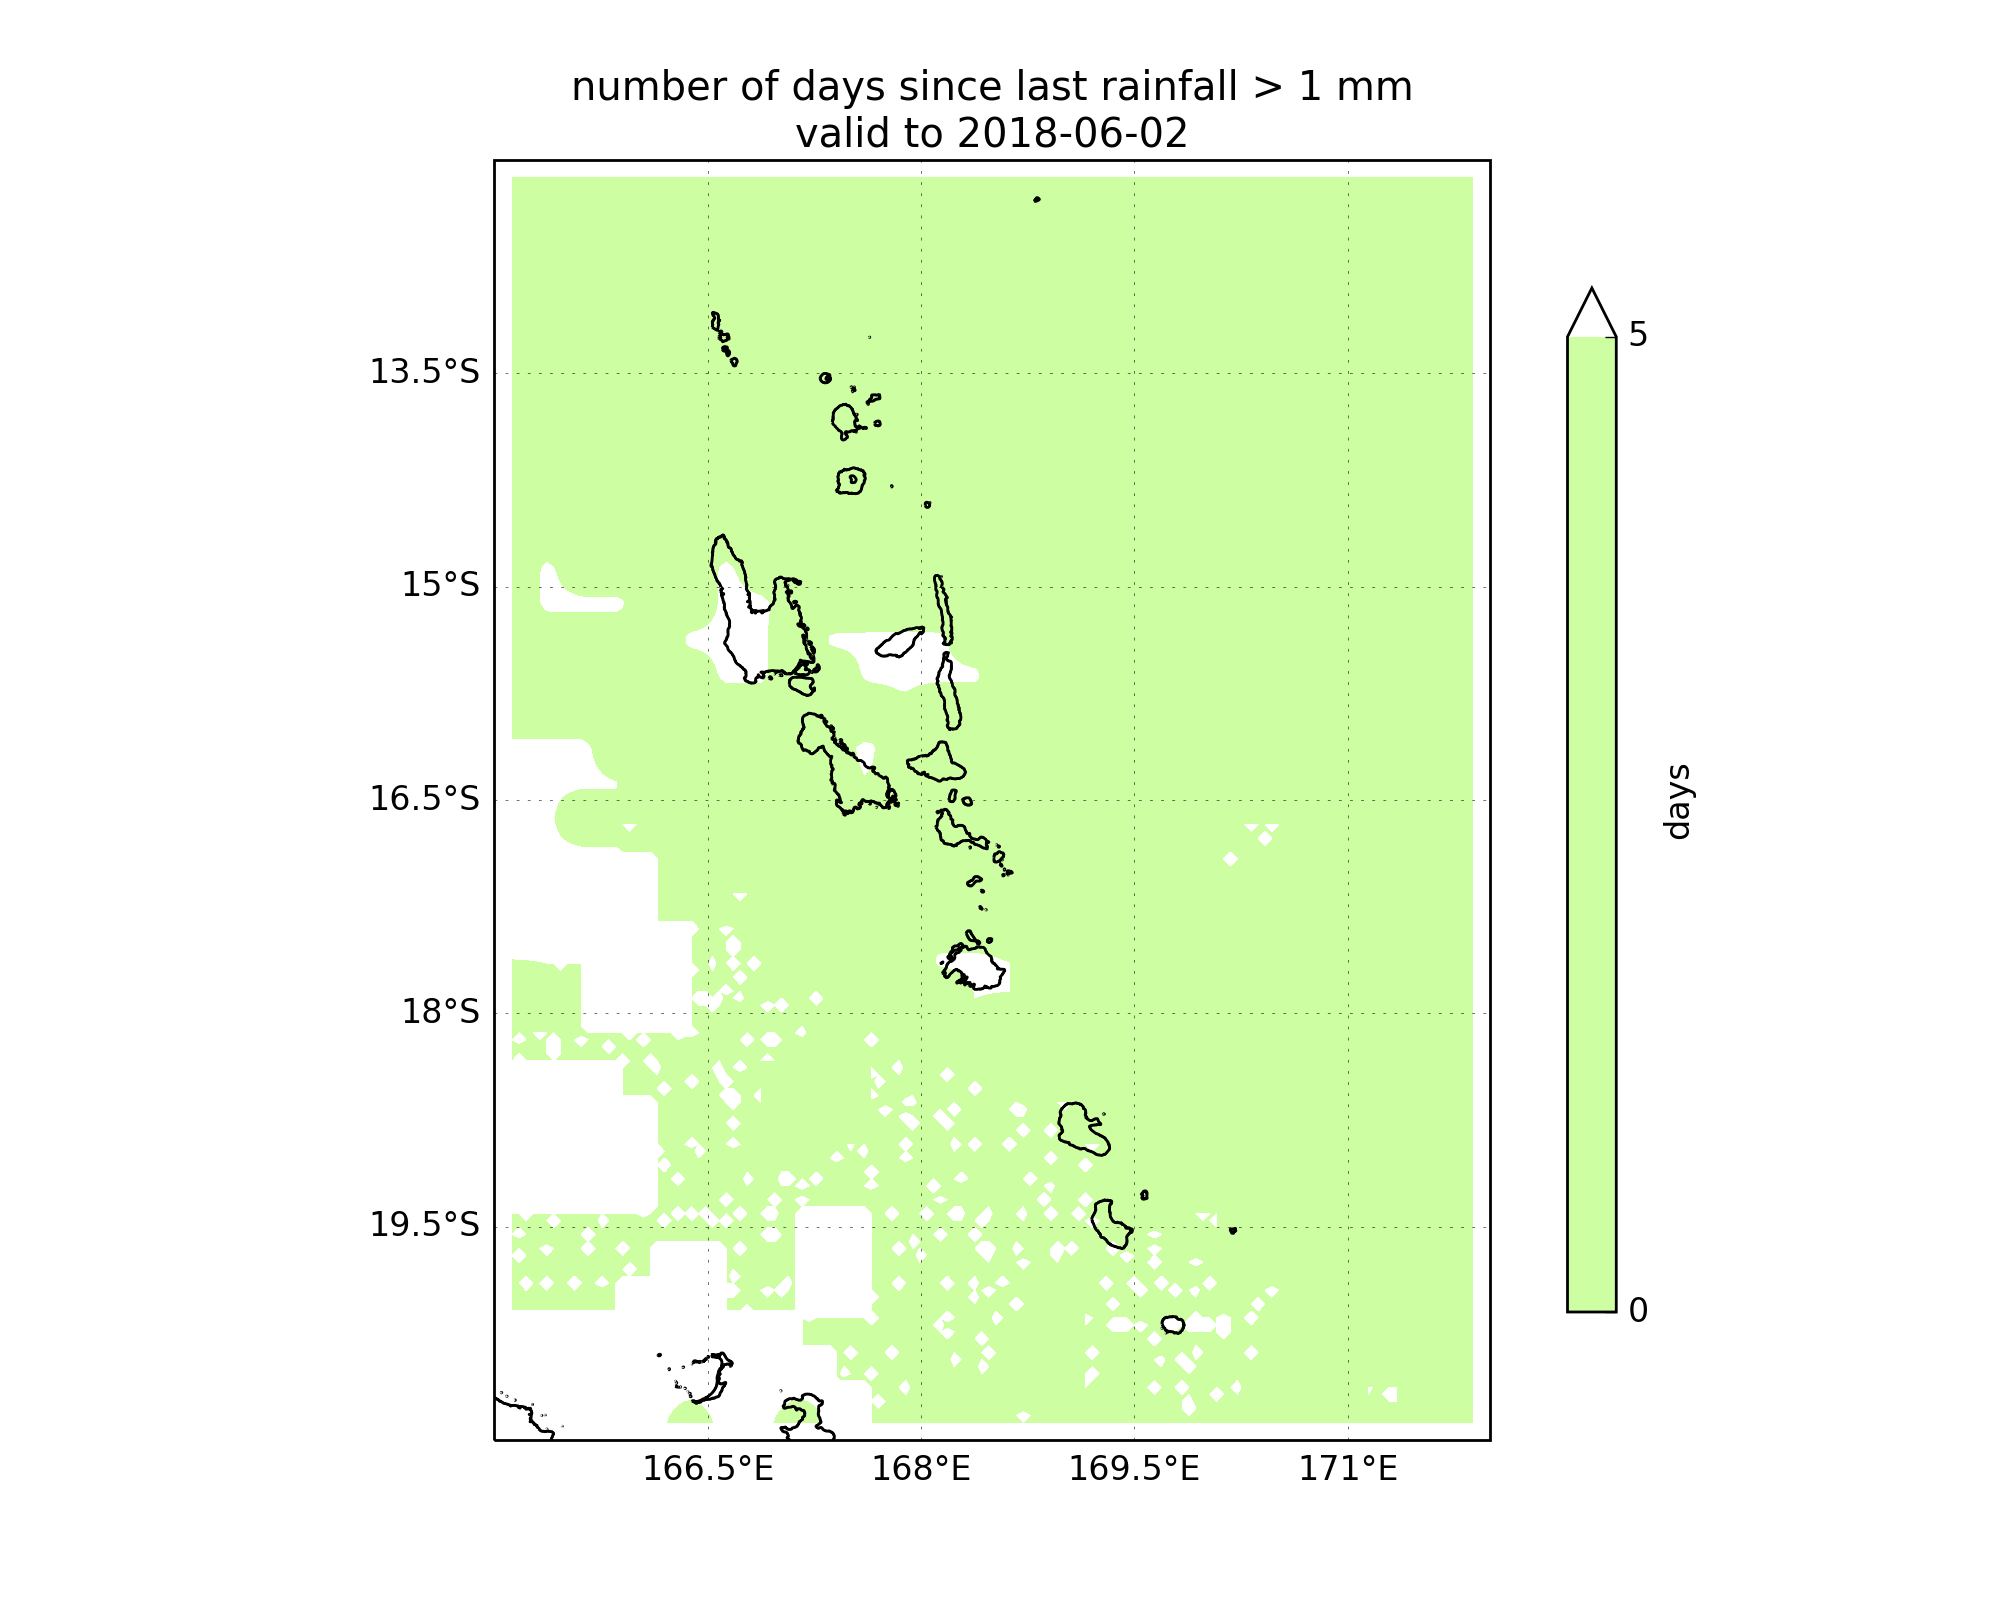 number of days since last rainfall > 1 mm
valid to 2018-06-02
13.5°S
15°S
16.5°S
18°S
19.5°S
166.5°E
168°E
169.5°E
171°E
5
0
days